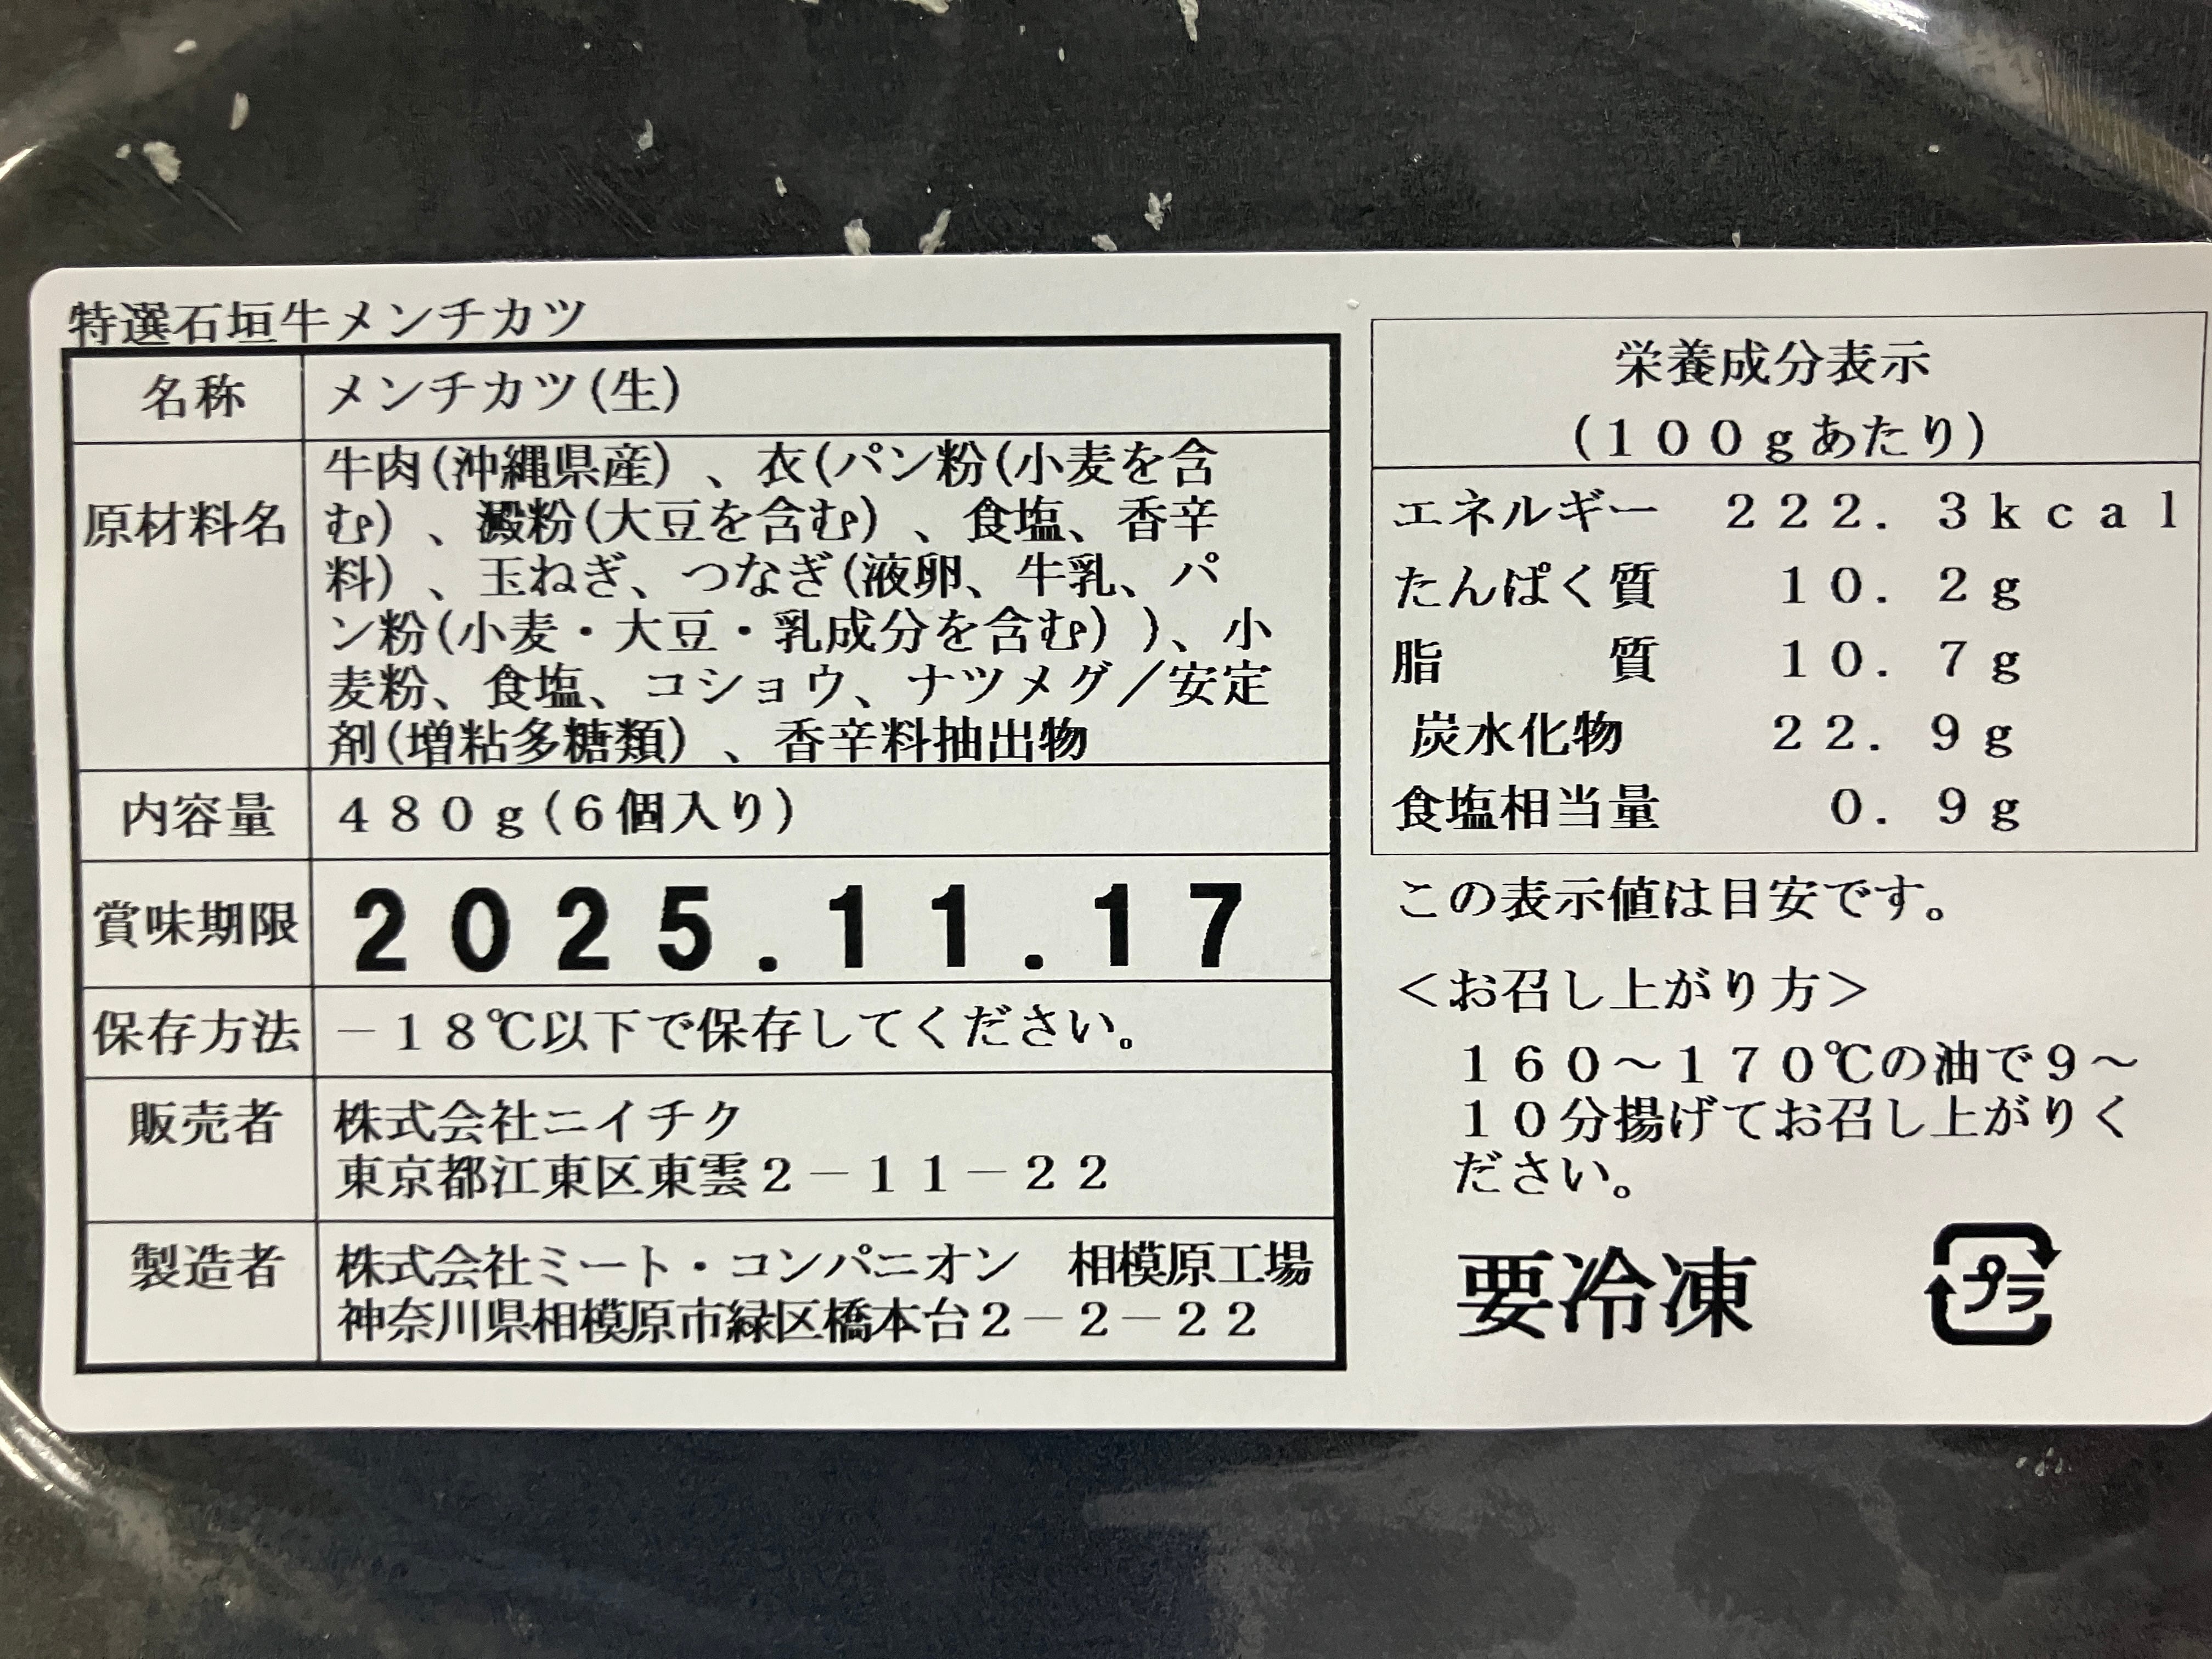 特選石垣牛メンチカツ
名称 メンチカツ(生)
原材料名
牛肉(沖縄県産)、衣(パン粉(小麦を含
む)、澱粉(大豆を含む)、食塩、香辛
料)、玉ねぎ、つなぎ(液卵、牛乳、パ
ン粉(小麦・大豆・乳成分を含む))、小
麦粉、食塩、コショウ、ナツメグ/安定
剤(増粘多糖類)、香辛料抽出物
内容量 480g(6個入り)
賞味期限 2025.11.17
保存方法 -18℃以下で保存してください。
販売者 株式会社ニイチク
東京都江東区東雲2-11-22
製造者 株式会社ミート・コンパニオン 相模原工場
神奈川県相模原市緑区橋本台2-2-22
栄養成分表示
(100gあたり)
エネルギー 222.3kcal
たんぱく質 10.2g
脂質 10.7g
炭水化物 22.9g
食塩相当量 0.9g
この表示値は目安です。
<お召し上がり方>
160~170℃の油で9~
10分揚げてお召し上がりく
ださい。
要冷凍
プラ